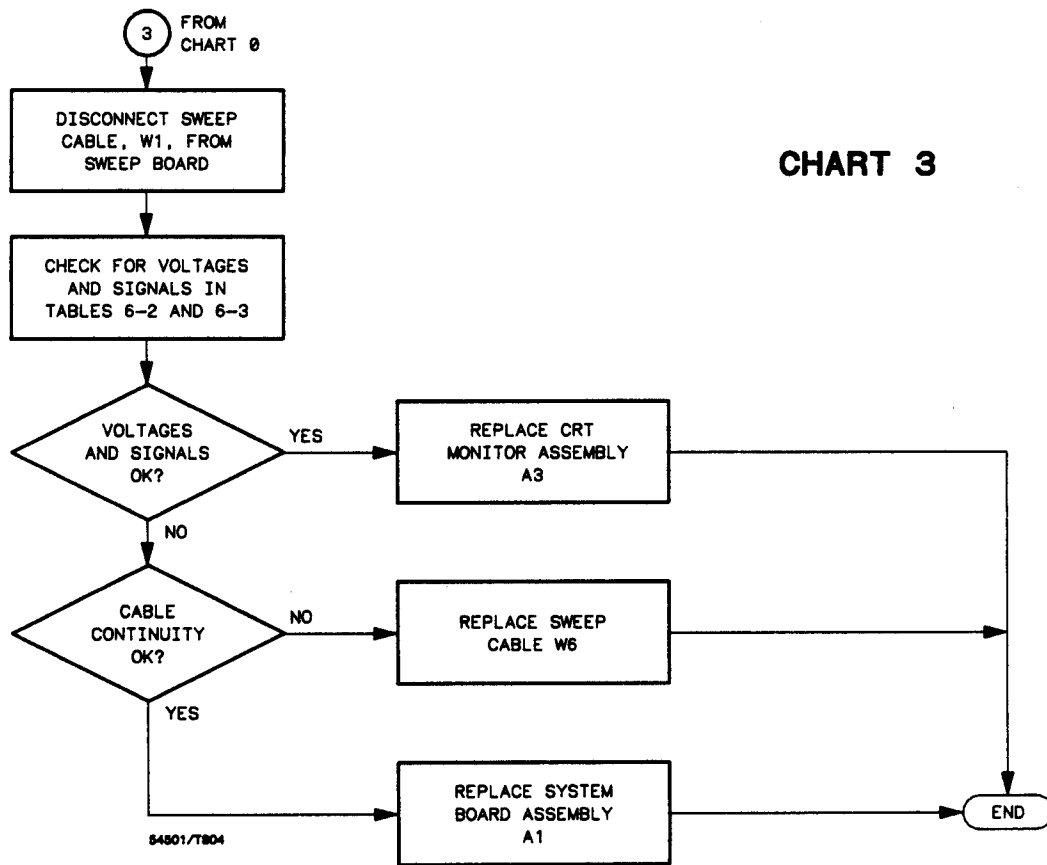 3
FROM
CHART 0
DISCONNECT SWEEP
CABLE, W1, FROM
SWEEP BOARD
CHART 3
CHECK FOR VOLTAGES
AND SIGNALS IN
TABLES 6-2 AND 6-3
VOLTAGES
AND SIGNALS
OK?
YES
REPLACE CRT
MONITOR ASSEMBLY
A3
NO
CABLE
CONTINUITY
OK?
NO
REPLACE SWEEP
CABLE W6
YES
REPLACE SYSTEM
BOARD ASSEMBLY
A1
END
54501/T804